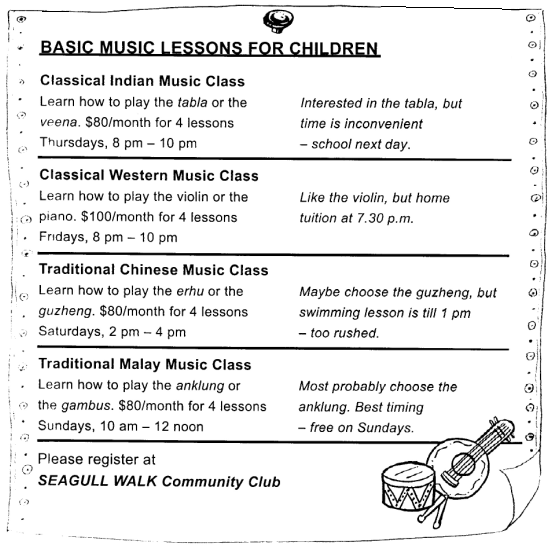 BASIC MUSIC LESSONS FOR CHILDREN
Classical Indian Music Class
Learn how to play the tabla or the
veena. $80/month for 4 lessons
Thursdays, 8 pm – 10 pm
Interested in the tabla, but
time is inconvenient
– school next day.
Classical Western Music Class
Learn how to play the violin or the
piano. $100/month for 4 lessons
Fridays, 8 pm – 10 pm
Like the violin, but home
tuition at 7.30 p.m.
Traditional Chinese Music Class
Learn how to play the erhu or the
guzheng. $80/month for 4 lessons
Saturdays, 2 pm – 4 pm
Maybe choose the guzheng, but
swimming lesson is till 1 pm
– too rushed.
Traditional Malay Music Class
Learn how to play the anklung or
the gambus. $80/month for 4 lessons
Sundays, 10 am – 12 noon
Most probably choose the
anklung. Best timing
– free on Sundays.
Please register at
SEAGULL WALK Community Club